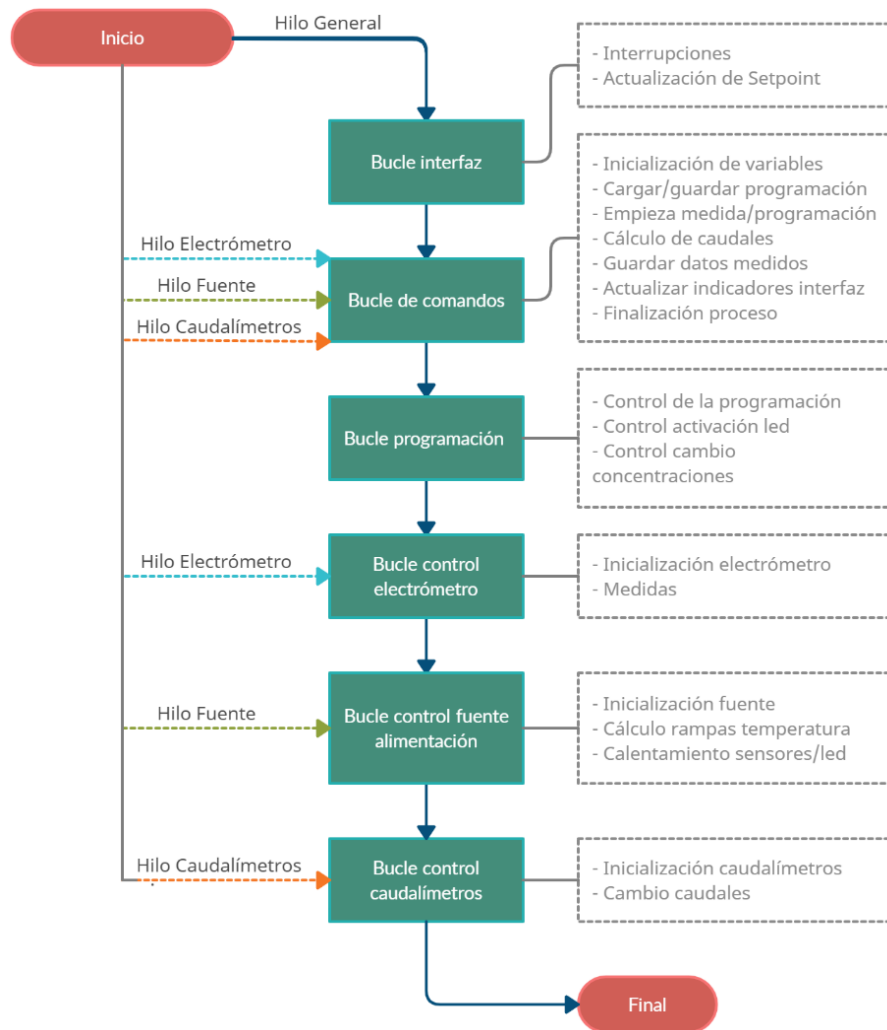 Inicio
Hilo General
- Interrupciones
- Actualización de Setpoint
Bucle interfaz
- Inicialización de variables
- Cargar/guardar programación
- Empieza medida/programación
- Cálculo de caudales
- Guardar datos medidos
- Actualizar indicadores interfaz
- Finalización proceso
Hilo Electrómetro
Hilo Fuente
Hilo Caudalímetros
Bucle de comandos
Bucle programación
- Control de la programación
- Control activación led
- Control cambio
concentraciones
Hilo Electrómetro
Bucle control
electrómetro
- Inicialización electrómetro
- Medidas
Hilo Fuente
Bucle control fuente
alimentación
- Inicialización fuente
- Cálculo rampas temperatura
- Calentamiento sensores/led
Hilo Caudalímetros
Bucle control
caudalímetros
- Inicialización caudalímetros
- Cambio caudales
Final